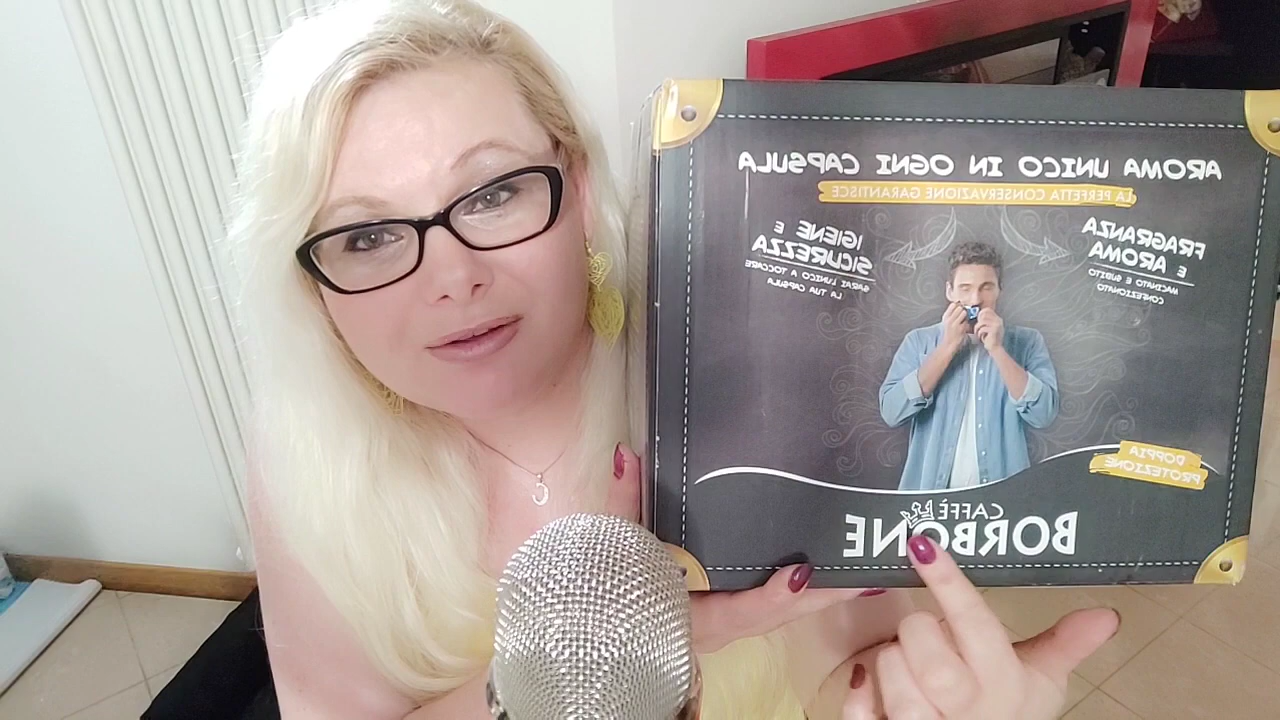 AROMA UNICO IN OGNI CAPSULA
LA PERFETTA CONSERVAZIONE GARANTISCE
FRAGRANZA
E AROMA
MACINATO E SUBITO
CONFEZIONATO
IGIENE E
SICUREZZA
SARAI L'UNICO A TOCCARE
LA TUA CAPSULA
DOPPIA
PROTEZIONE
CAFFÈ
BORBONE